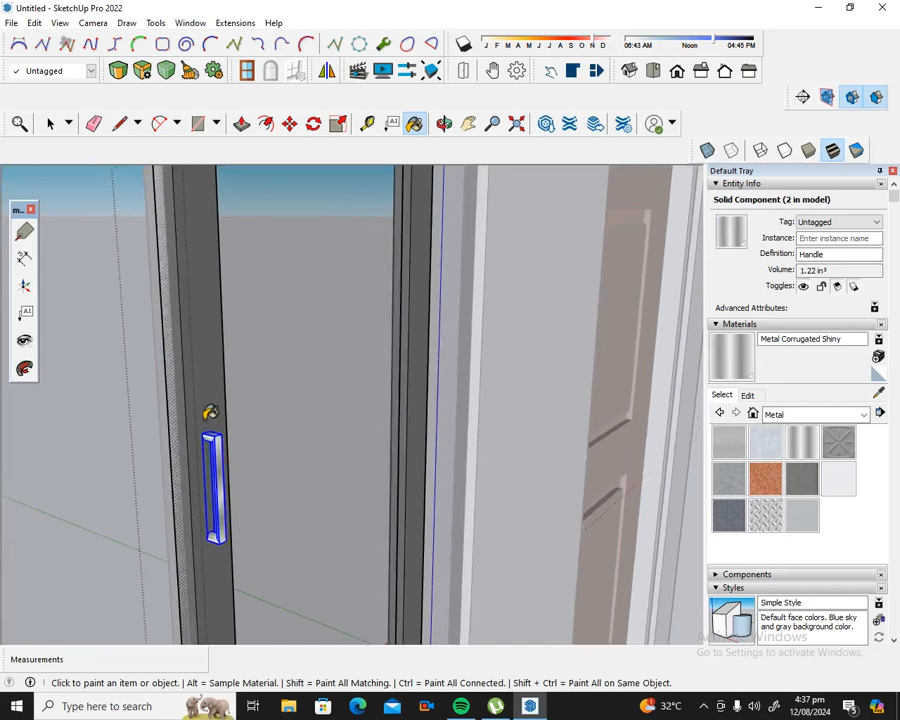 Untitled - SketchUp Pro 2022
File Edit View Camera Draw Tools Window Extensions Help
J F M A M J J A S O N D
06:43 AM Noon 04:45 PM
Untagged
m...
Default Tray
Entity Info
Solid Component (2 in model)
Tag: Untagged
Instance: Enter instance name
Definition: Handle
Volume: 1.22 in³
Toggles:
Advanced Attributes:
Materials
Metal Corrugated Shiny
Select Edit
Metal
Components
Styles
Simple Style
Default face colors. Blue sky and gray background color.
Activate Windows
Go to Settings to activate Windows.
Measurements
Click to paint an item or object. | Alt = Sample Material. | Shift = Paint All Matching. | Ctrl = Paint All Connected. | Shift + Ctrl = Paint All on Same Object.
Type here to search
32°C
4:37 pm
12/08/2024
5